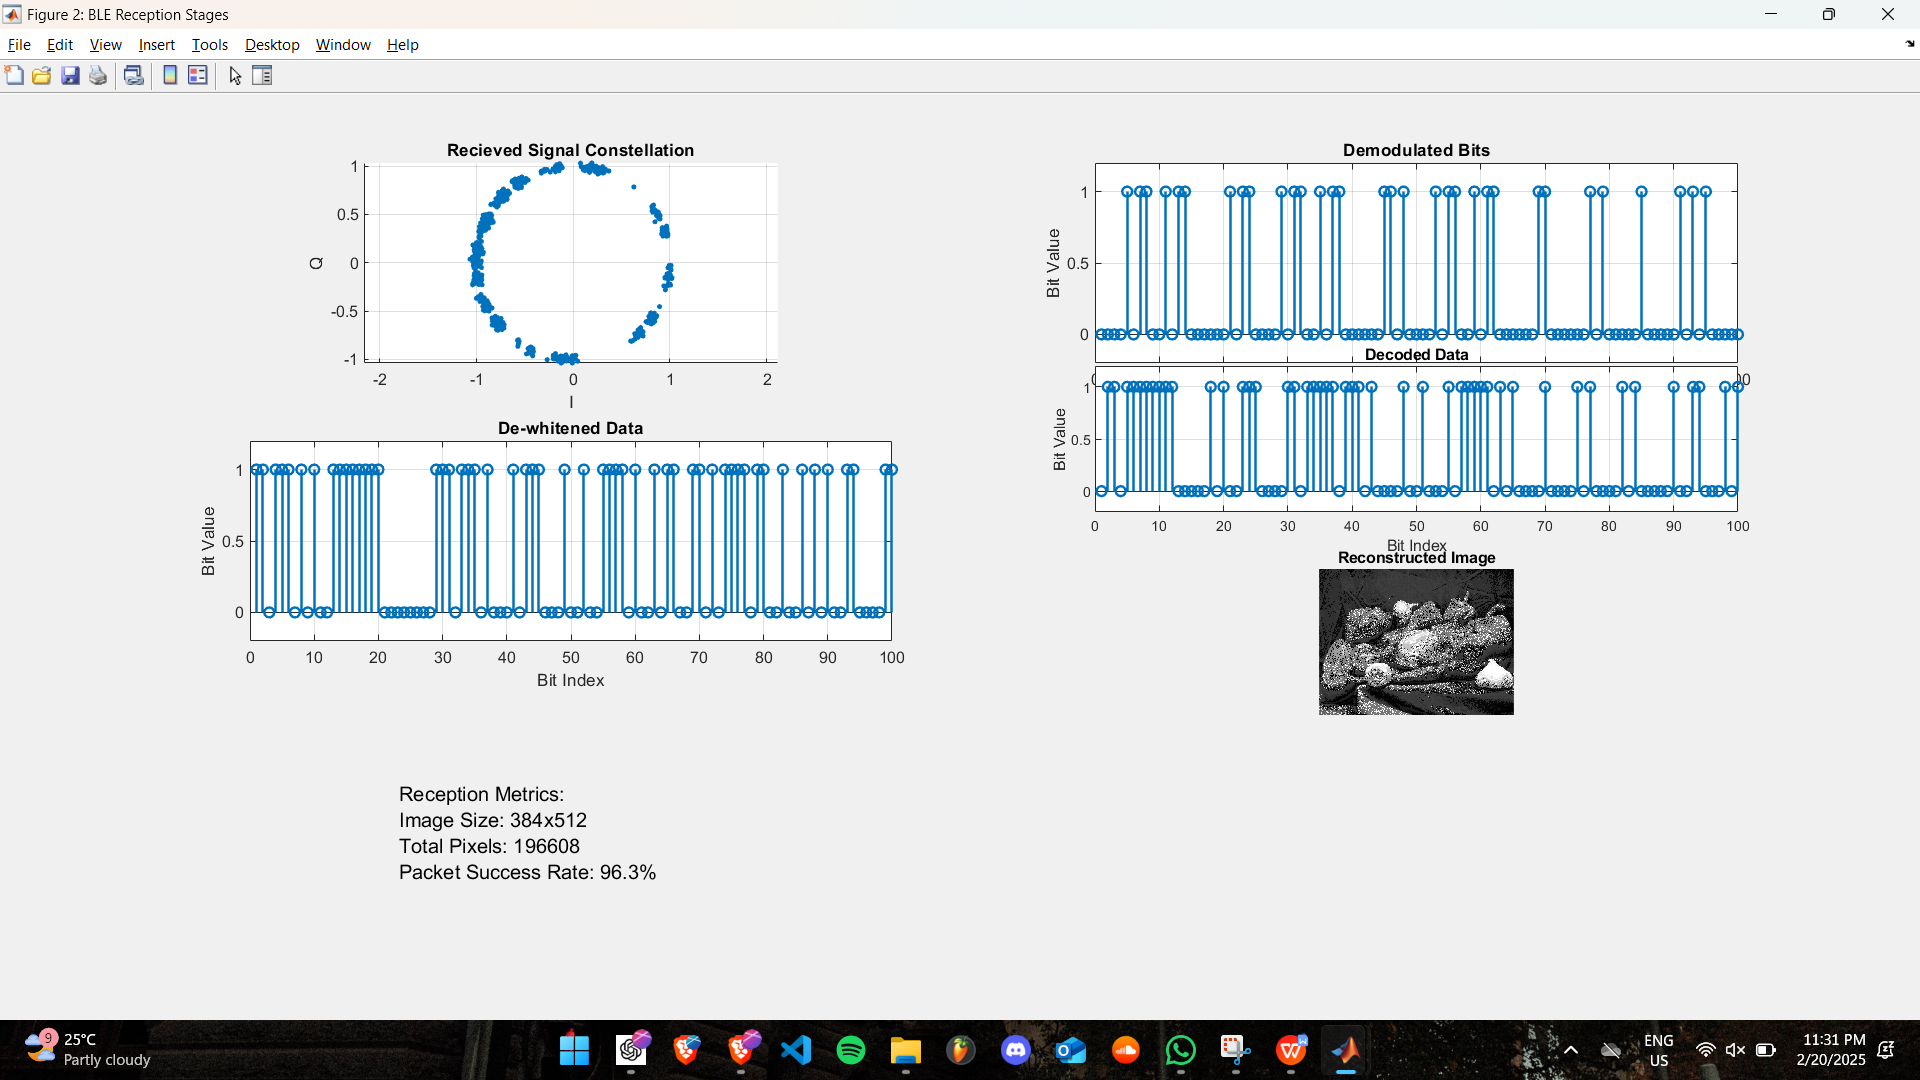 Figure 2: BLE Reception Stages
File Edit View Insert Tools Desktop Window Help
Recieved Signal Constellation
1
0.5
0
-0.5
-1
Q
-2 -1 0 1 2
I
Demodulated Bits
1
0.5
0
Bit Value
Decoded Data
1
0.5
0
Bit Value
0 10 20 30 40 50 60 70 80 90 100
Bit Index
De-whitened Data
1
0.5
0
Bit Value
0 10 20 30 40 50 60 70 80 90 100
Bit Index
Reconstructed Image
Reception Metrics:
Image Size: 384x512
Total Pixels: 196608
Packet Success Rate: 96.3%
9
25°C
Partly cloudy
ENG
US
11:31 PM
2/20/2025